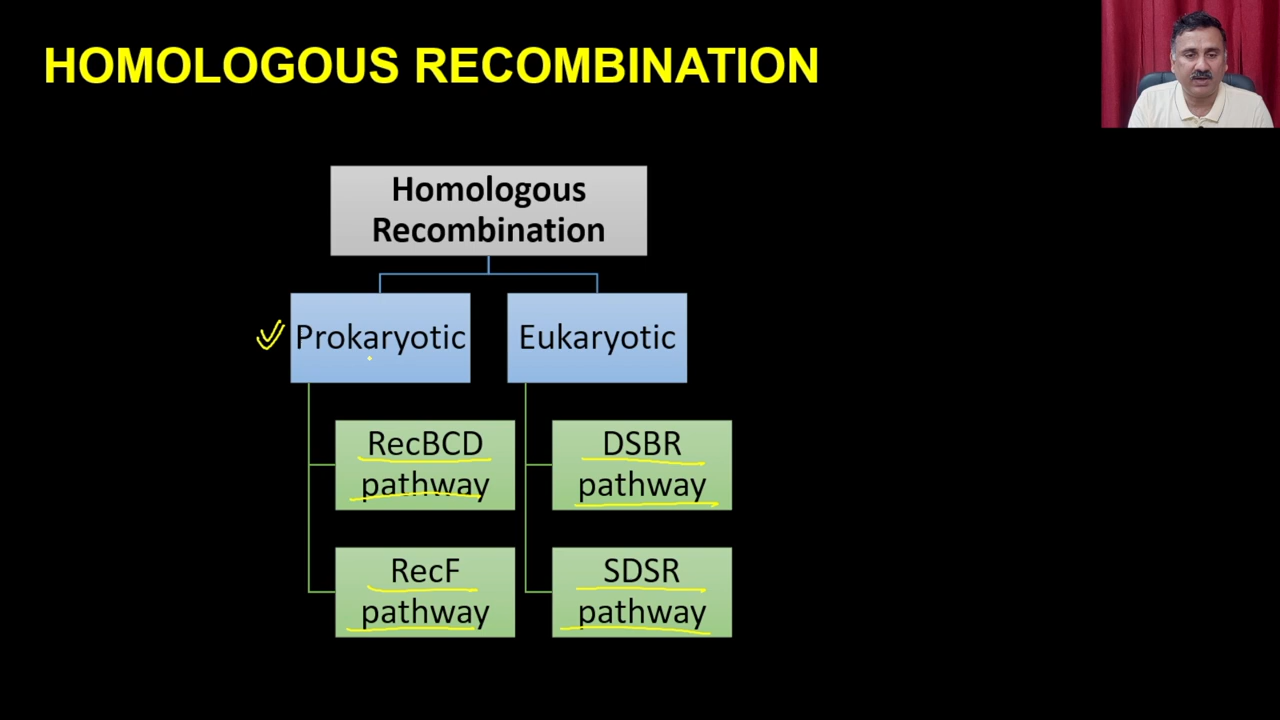 HOMOLOGOUS RECOMBINATION
Homologous
Recombination
Prokaryotic
Eukaryotic
RecBCD
pathway
DSBR
pathway
RecF
pathway
SDSR
pathway